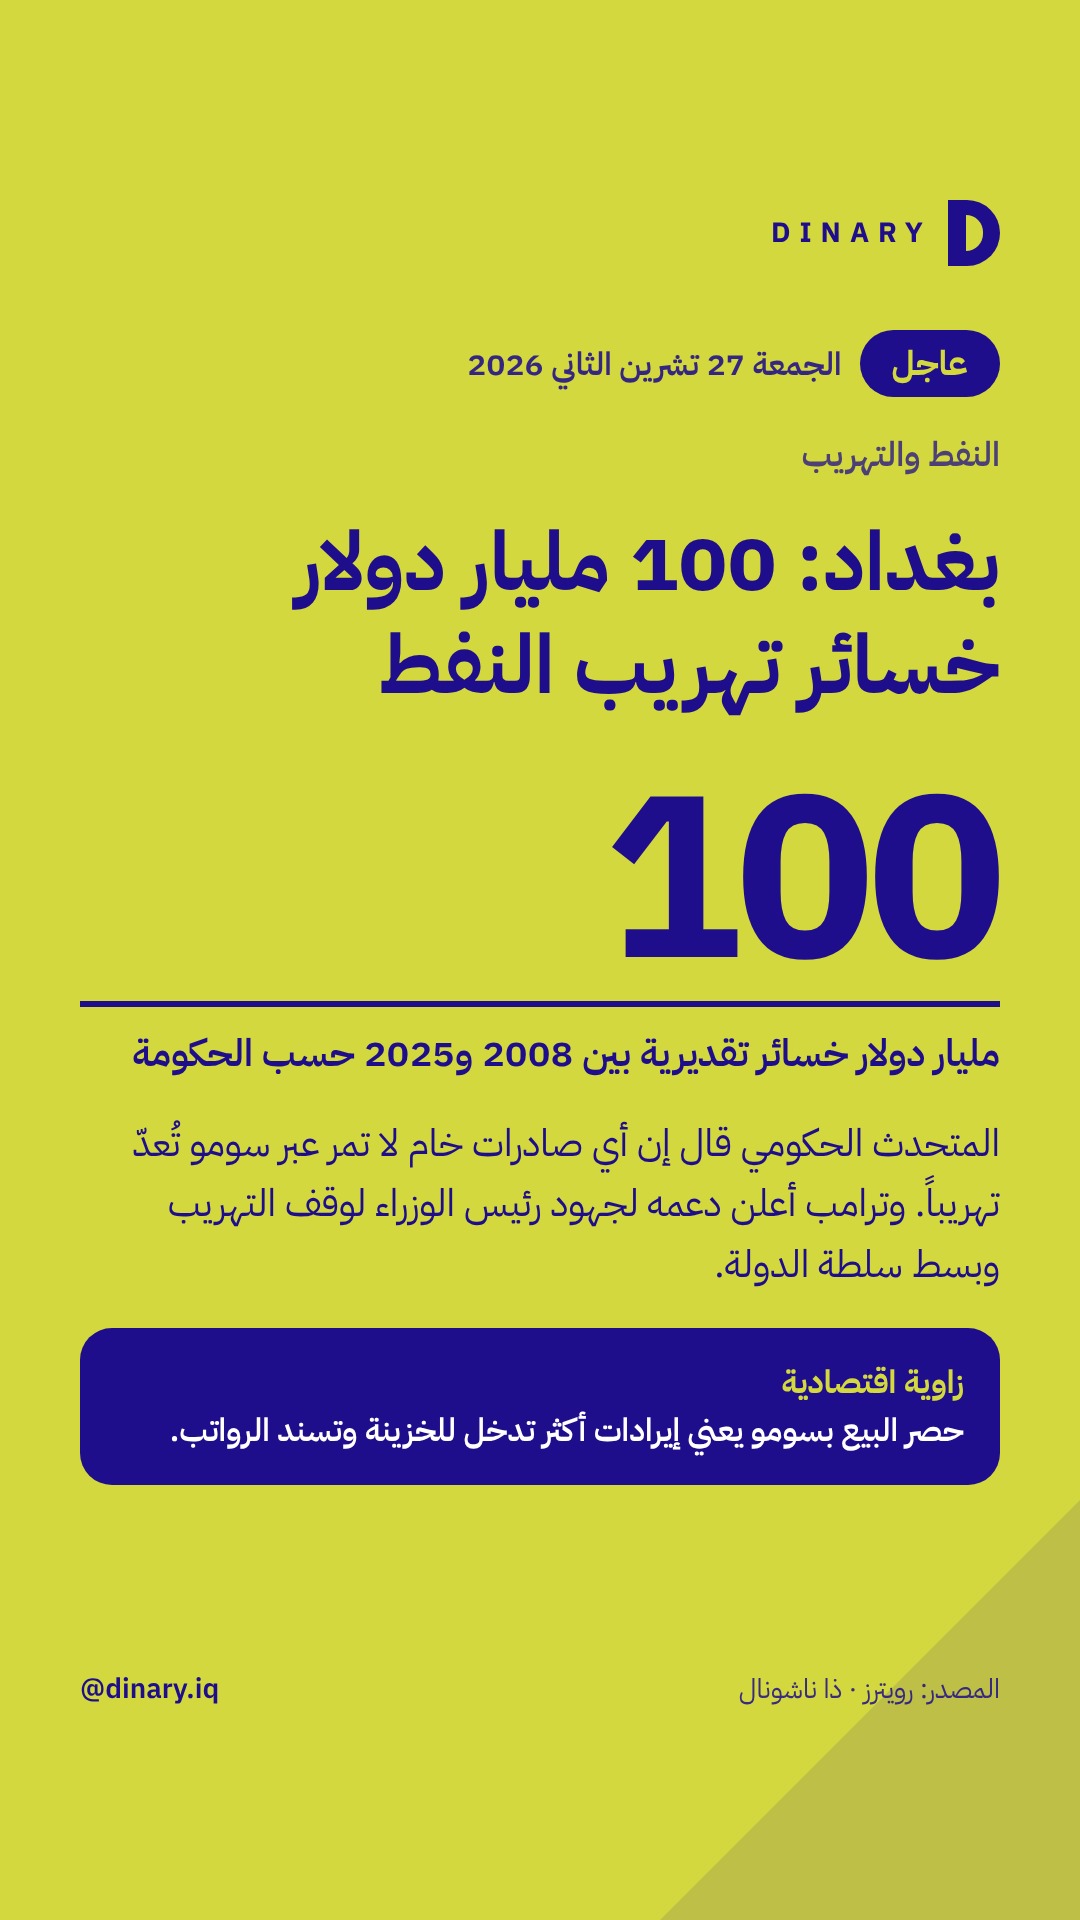 DINARY
عاجل الجمعة 27 تشرين الثاني 2026
النفط والتهريب
بغداد: 100 مليار دولار
خسائر تهريب النفط
100
مليار دولار خسائر تقديرية بين 2008 و2025 حسب الحكومة
المتحدث الحكومي قال إن أي صادرات خام لا تمر عبر سومو تُعدّ
تهريباً. وترامب أعلن دعمه لجهود رئيس الوزراء لوقف التهريب
وبسط سلطة الدولة.
زاوية اقتصادية
حصر البيع بسومو يعني إيرادات أكثر تدخل للخزينة وتسند الرواتب.
المصدر: رويترز · ذا ناشونال
@dinary.iq